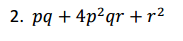 2. pq + 4p²qr + r²